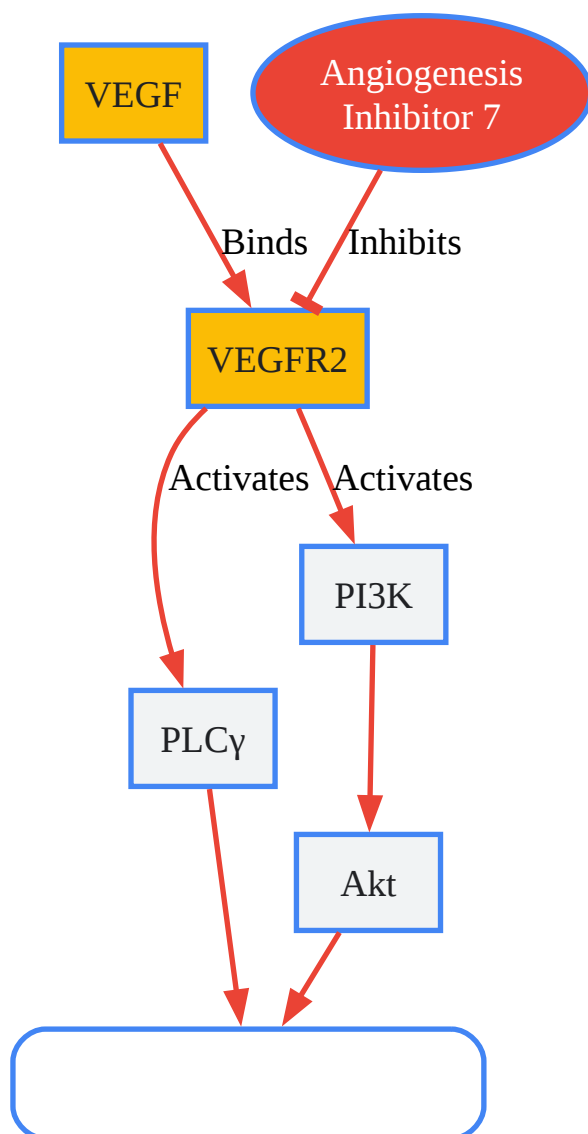 VEGF
Angiogenesis
Inhibitor 7
Binds
Inhibits
VEGFR2
Activates
Activates
PI3K
PLCγ
Akt